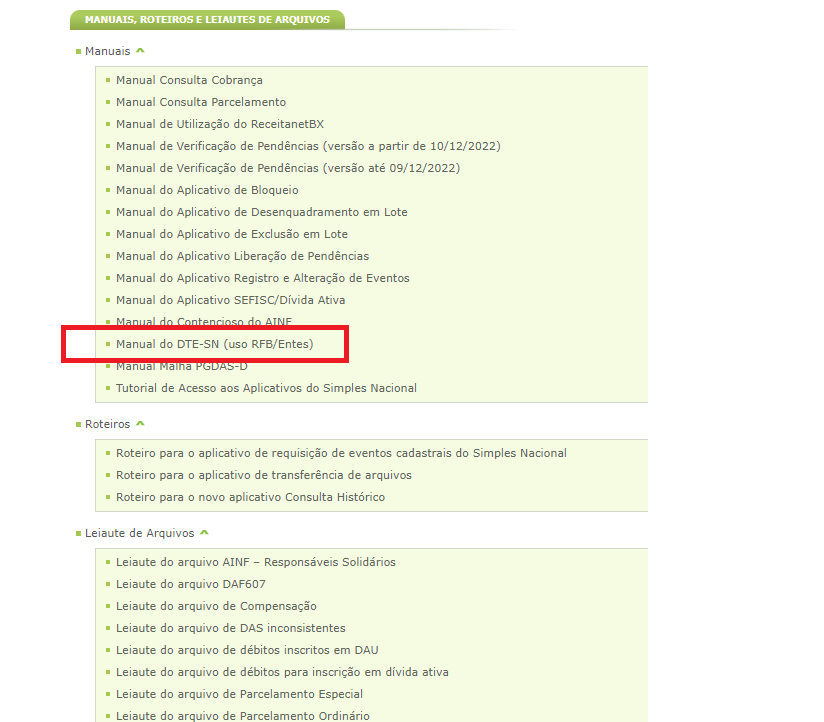 MANUAIS, ROTEIROS E LEIAUTES DE ARQUIVOS
Manuais
Manual Consulta Cobrança
Manual Consulta Parcelamento
Manual de Utilização do ReceitanetBX
Manual de Verificação de Pendências (versão a partir de 10/12/2022)
Manual de Verificação de Pendências (versão até 09/12/2022)
Manual do Aplicativo de Bloqueio
Manual do Aplicativo de Desenquadramento em Lote
Manual do Aplicativo de Exclusão em Lote
Manual do Aplicativo Liberação de Pendências
Manual do Aplicativo Registro e Alteração de Eventos
Manual do Aplicativo SEFISC/Dívida Ativa
Manual do Contencioso do AINF
Manual do DTE-SN (uso RFB/Entes)
Manual Malha PGDAS-D
Tutorial de Acesso aos Aplicativos do Simples Nacional
Roteiros
Roteiro para o aplicativo de requisição de eventos cadastrais do Simples Nacional
Roteiro para o aplicativo de transferência de arquivos
Roteiro para o novo aplicativo Consulta Histórico
Leiaute de Arquivos
Leiaute do arquivo AINF – Responsáveis Solidários
Leiaute do arquivo DAF607
Leiaute do arquivo de Compensação
Leiaute do arquivo de DAS inconsistentes
Leiaute do arquivo de débitos inscritos em DAU
Leiaute do arquivo de débitos para inscrição em dívida ativa
Leiaute do arquivo de Parcelamento Especial
Leiaute do arquivo de Parcelamento Ordinário